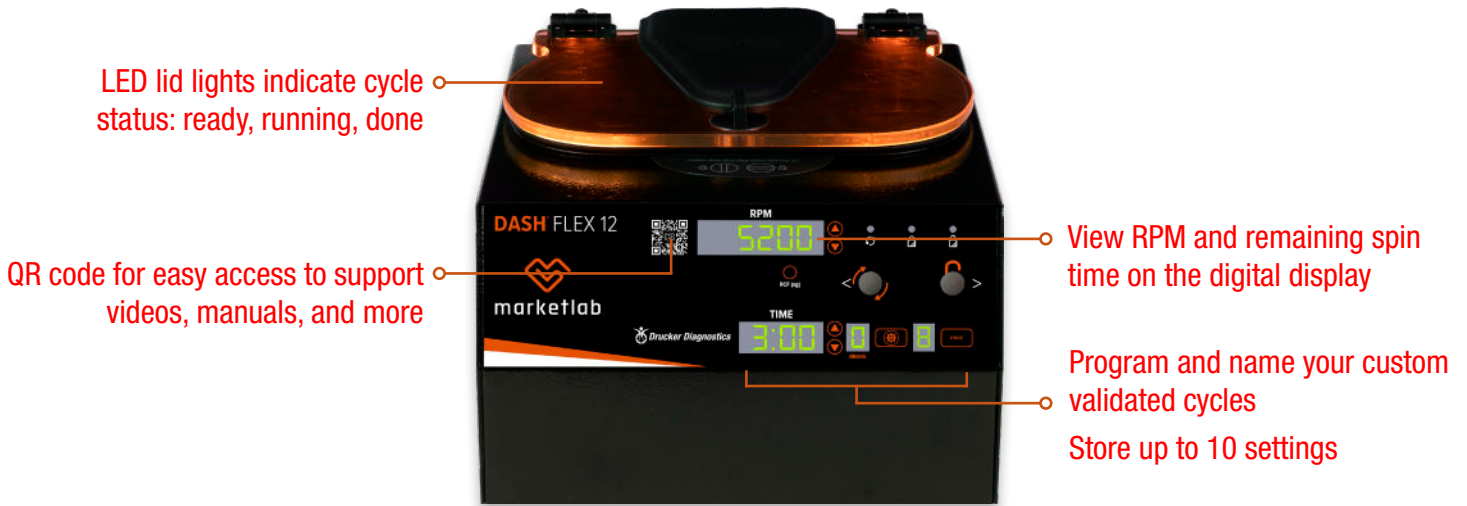 LED lid lights indicate cycle
status: ready, running, done
QR code for easy access to support
videos, manuals, and more
DASH FLEX 12
marketlab
Drucker Diagnostics
RPM
5200
RCF (xg)
<
>
TIME
3:00
0
8
View RPM and remaining spin
time on the digital display
Program and name your custom
validated cycles
Store up to 10 settings